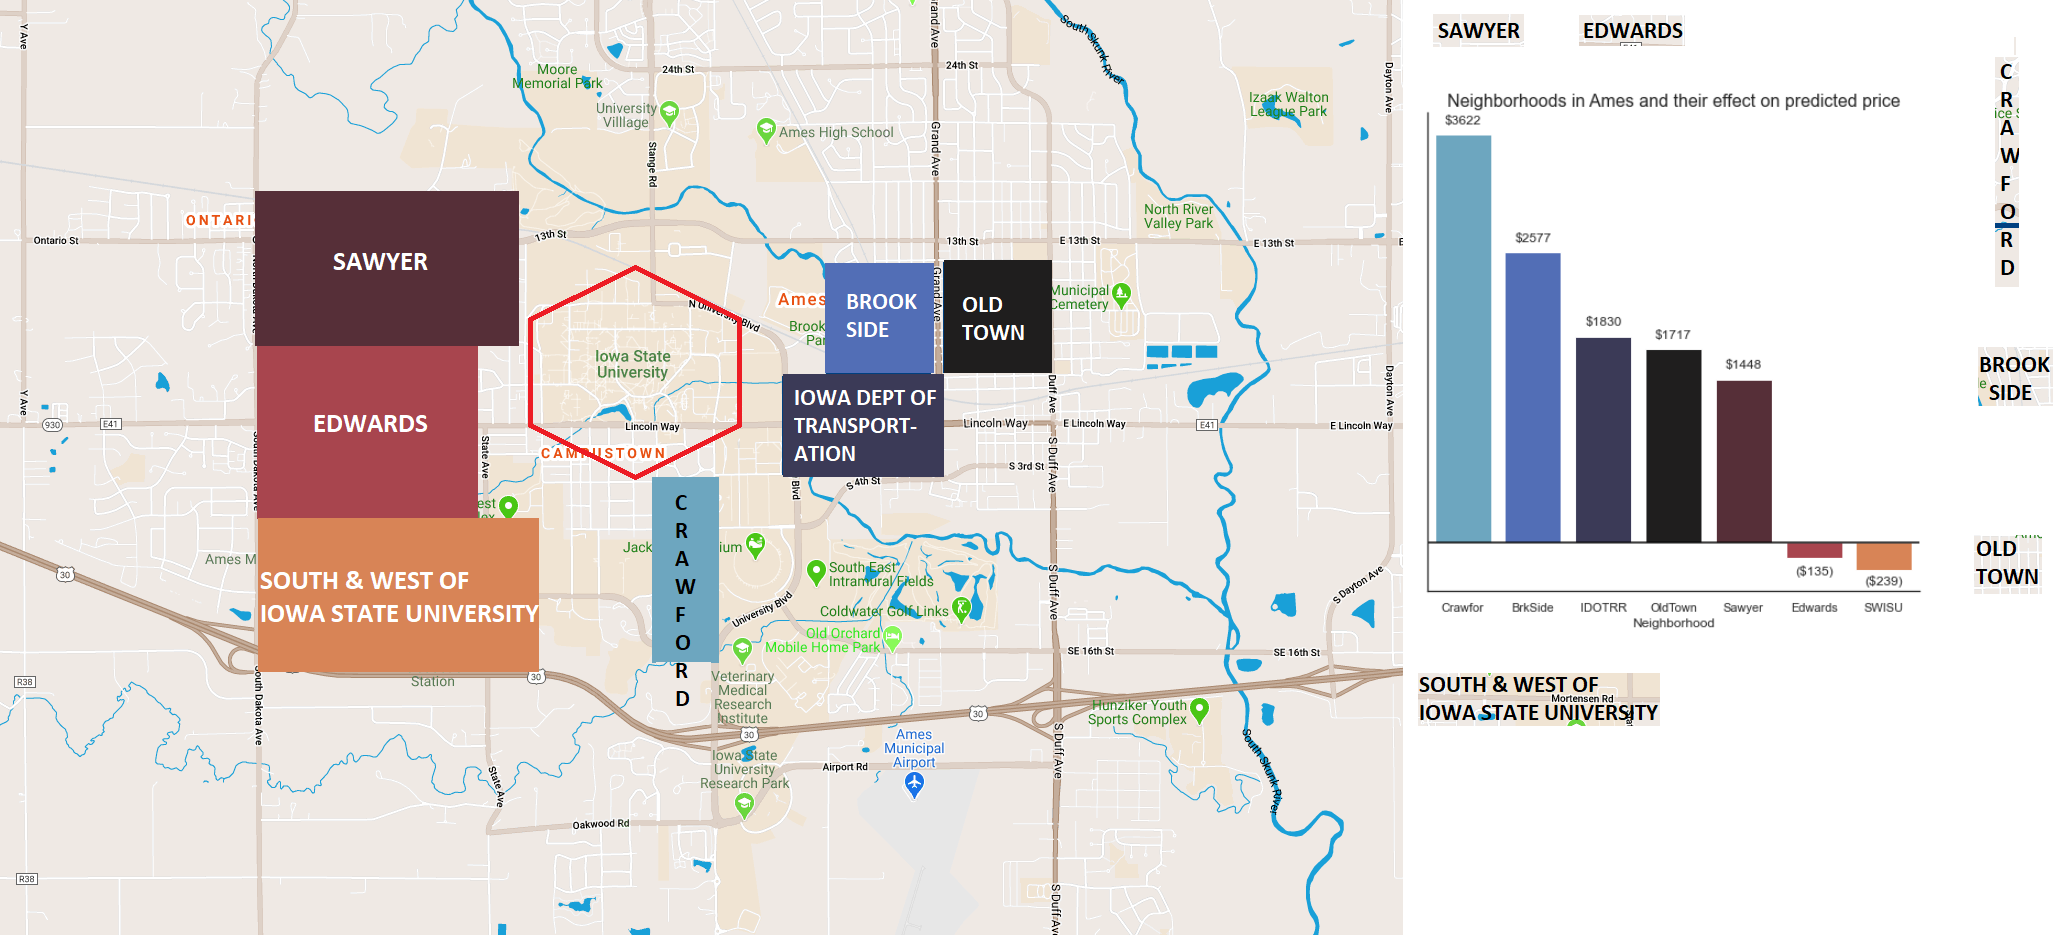 Y Ave
24th St
Grand Ave
24th St
South Skunk River
Dayton Ave
Moore
Memorial Park
University
Villlage
Ames High School
Izaak Walton
League Park
Stange Rd
Grand Ave
North River
Valley Park
ONTARI
Ontario St
13th St
13th St
E 13th St
E 13th St
SAWYER
N University Blvd
Ames
Brook
Par
BROOK
SIDE
Grand Ave
OLD
TOWN
Municipal
Cemetery
Iowa State
University
Y Ave
930
E41
EDWARDS
Lincoln Way
CAMPUSTOWN
IOWA DEPT OF
TRANSPORT-
ATION
Lincoln Way
Duff Ave
E Lincoln Way
E41
E Lincoln Way
Dayton Ave
South Dakota Ave
State Ave
S 3rd St
S 4th St
Blvd
S Duff Ave
est
lex
C
R
A
W
F
O
R
D
Jac
ium
South East
Intramural Fields
Coldwater Golf Links
Old Orchard
Mobile Home Park
University Blvd
S Duff Ave
S Dayton Ave
Ames M
30
SOUTH & WEST OF
IOWA STATE UNIVERSITY
SE 16th St
SE 16th St
R38
Station
30
Veterinary
Medical
Research
Institute
30
30
Hunziker Youth
Sports Complex
South Dakota Ave
Iowa State
University
Research Park
Ames
Municipal
Airport
Airport Rd
S Duff Ave
South Skunk River
State Ave
Oakwood Rd
R38
S Duff Ave
SAWYER
EDWARDS
Neighborhoods in Ames and their effect on predicted price
$3622
$2577
$1830
$1717
$1448
($135)
($239)
Crawfor
BrkSide
IDOTRR
OldTown
Sawyer
Edwards
SWISU
Neighborhood
C
R
ice S
A
W
F
O
R
D
BROOK
SIDE
OLD
TOWN
SOUTH & WEST OF
Mortensen Rd
IOWA STATE UNIVERSITY